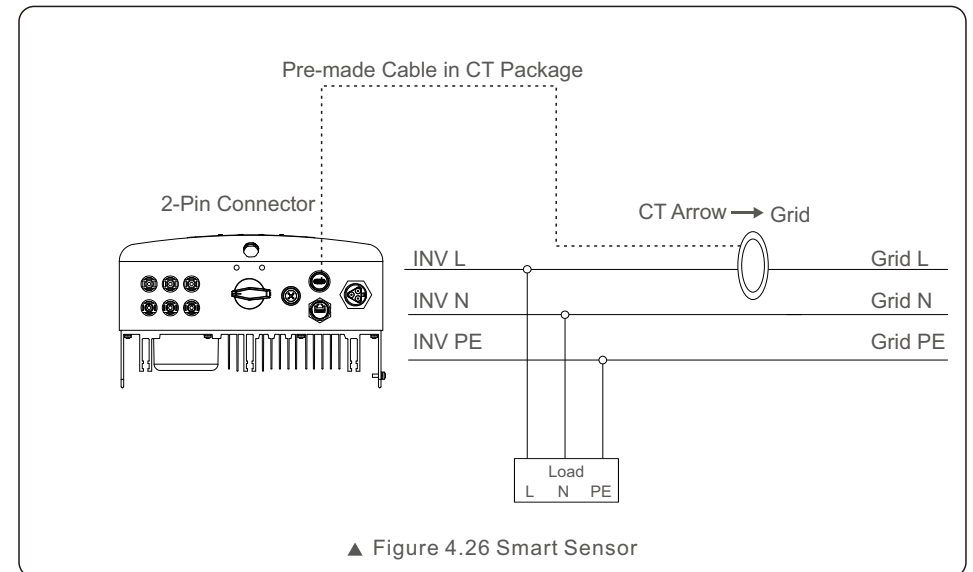 Pre-made Cable in CT Package
2-Pin Connector
CT Arrow → Grid
INV L
Grid L
INV N
Grid N
INV PE
Grid PE
Load
L N PE
▲ Figure 4.26 Smart Sensor